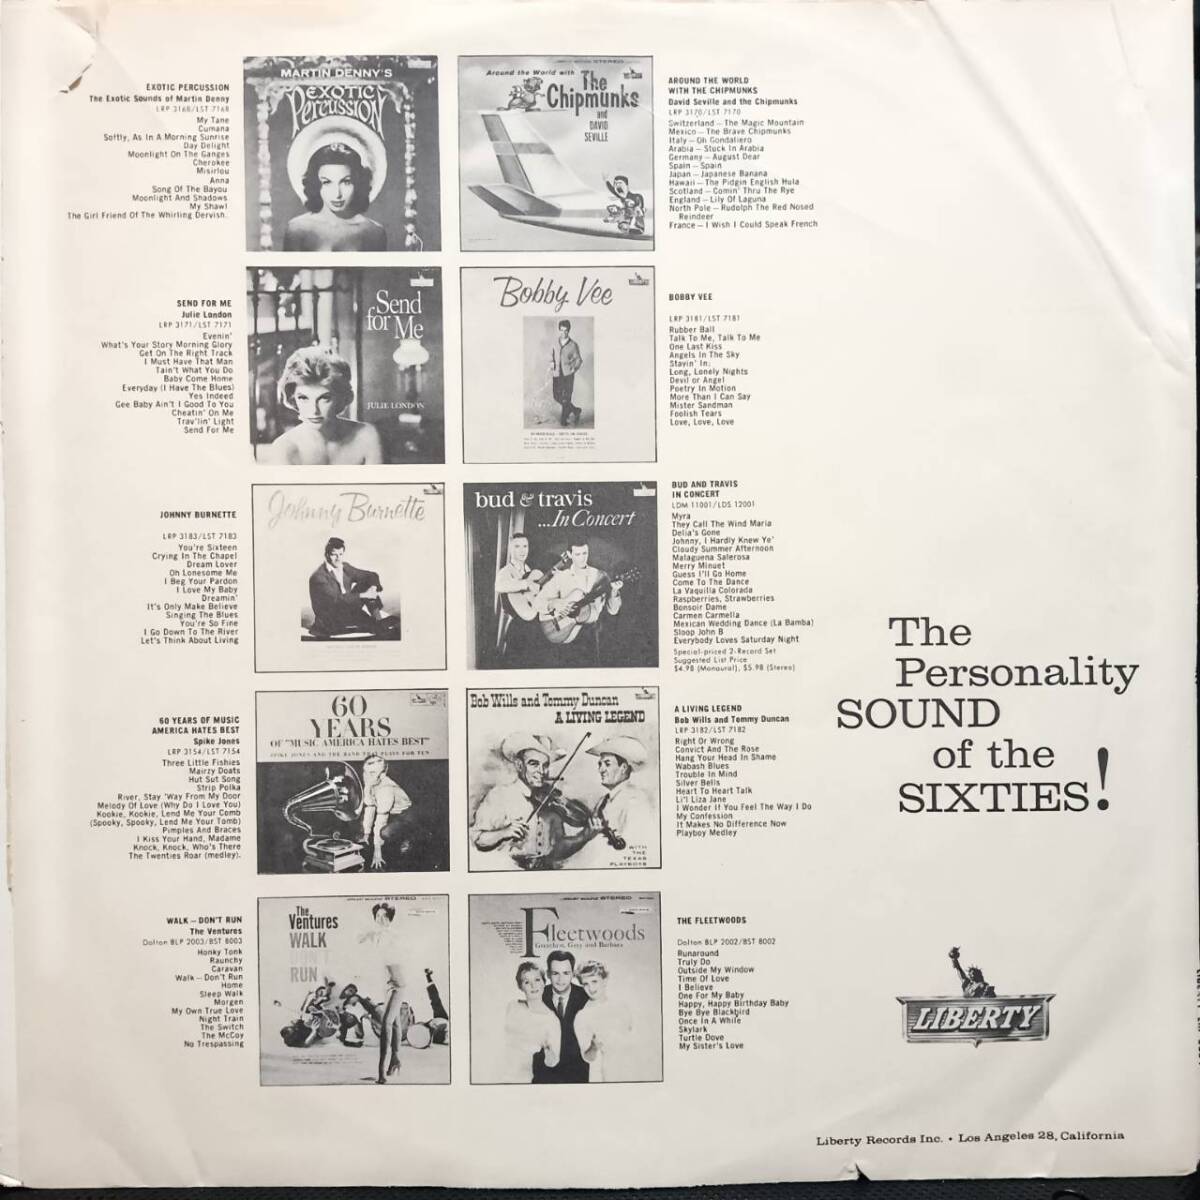 EXOTIC PERCUSSION
The Exotic Sounds of Martin Denny
LRP 3168/LST 7168
My Tane
Cumana
Softly, As In A Morning Sunrise
Day Delight
Moonlight On The Ganges
Cherokee
Misirlou
Anna
Song Of The Bayou
Moonlight And Shadows
My Shawl
The Girl Friend Of The Whirling Dervish.
MARTIN DENNY'S
EXOTIC
PERCUSSION
Around the World with
The
Chipmunks
and
DAVID
SEVILLE
AROUND THE WORLD
WITH THE CHIPMUNKS
David Seville and the Chipmunks
LRP 3170/LST 7170
Switzerland – The Magic Mountain
Mexico – The Brave Chipmunks
Italy – Oh Gondaliero
Arabia – Stuck In Arabia
Germany – August Dear
Spain – Spain
Japan – Japanese Banana
Hawaii – The Pidgin English Hula
Scotland – Comin' Thru The Rye
England – Lily Of Laguna
North Pole – Rudolph The Red Nosed
Reindeer
France – I Wish I Could Speak French
SEND FOR ME
Julie London
LRP 3171/LST 7171
Evenin'
What's Your Story Morning Glory
Get On The Right Track
I Must Have That Man
Tain't What You Do
Baby Come Home
Everyday (I Have The Blues)
Yes Indeed
Gee Baby Ain't I Good To You
Cheatin' On Me
Trav'lin' Light
Send For Me
Send
for Me
JULIE LONDON
Bobby Vee
BOBBY VEE
LRP 3181/LST 7181
Rubber Ball
Talk To Me, Talk To Me
One Last Kiss
Angels In The Sky
Stayin' In.
Long, Lonely Nights
Devil or Angel
Poetry In Motion
More Than I Can Say
Mister Sandman
Foolish Tears
Love, Love, Love
JOHNNY BURNETTE
LRP 3183/LST 7183
You're Sixteen
Crying In The Chapel
Dream Lover
Oh Lonesome Me
I Beg Your Pardon
I Love My Baby
Dreamin'
It's Only Make Believe
Singing The Blues
You're So Fine
I Go Down To The River
Let's Think About Living
Johnny Burnette
bud & travis
...In Concert
BUD AND TRAVIS
IN CONCERT
LDM 11001/LDS 12001
Myra
They Call The Wind Maria
Delia's Gone
Johnny, I Hardly Knew Ye'
Cloudy Summer Afternoon
Malaguena Salerosa
Merry Minuet
Guess I'll Go Home
Come To The Dance
La Vaquilla Colorada
Raspberries, Strawberries
Bonsoir Dame
Carmen Carmella
Mexican Wedding Dance (La Bamba)
Sloop John B
Everybody Loves Saturday Night
Special-priced 2-Record Set
Suggested List Price
$4.98 (Monaural), $5.98 (Stereo)
The
Personality
SOUND
of the
SIXTIES!
60 YEARS OF MUSIC
AMERICA HATES BEST
Spike Jones
LRP 3154/LST 7154
Three Little Fishies
Mairzy Doats
Hut Sut Song
Strip Polka
River, Stay 'Way From My Door
Melody Of Love (Why Do I Love You)
Kookie, Kookie, Lend Me Your Comb
(Spooky, Spooky, Lend Me Your Tomb)
Pimples And Braces
I Kiss Your Hand, Madame
Knock, Knock, Who's There
The Twenties Roar (medley).
60
YEARS
OF "MUSIC AMERICA HATES BEST"
SPIKE JONES AND THE BAND THAT PLAYS FOR FUN
Bob Wills and Tommy Duncan
A LIVING LEGEND
WITH
THE
TEXAS
PLAYBOYS
A LIVING LEGEND
Bob Wills and Tommy Duncan
LRP 3182/LST 7182
Right Or Wrong
Convict And The Rose
Hang Your Head In Shame
Wabash Blues
Trouble In Mind
Silver Bells
Heart To Heart Talk
Li'l Liza Jane
I Wonder If You Feel The Way I Do
My Confession
It Makes No Difference Now
Playboy Medley
WALK – DON'T RUN
The Ventures
Dolton BLP 2003/BST 8003
Honky Tonk
Raunchy
Caravan
Walk – Don't Run
Home
Sleep Walk
Morgen
My Own True Love
Night Train
The Switch
The McCoy
No Trespassing
The
Ventures
WALK
DON'T
RUN
Fleetwoods
Gretchen, Gary and Barbara
THE FLEETWOODS
Dolton BLP 2002/BST 8002
Runaround
Truly Do
Outside My Window
Time Of Love
I Believe
One For My Baby
Happy, Happy Birthday Baby
Bye Bye Blackbird
Once In A While
Skylark
Turtle Dove
My Sister's Love
LIBERTY
Liberty Records Inc. • Los Angeles 28, California